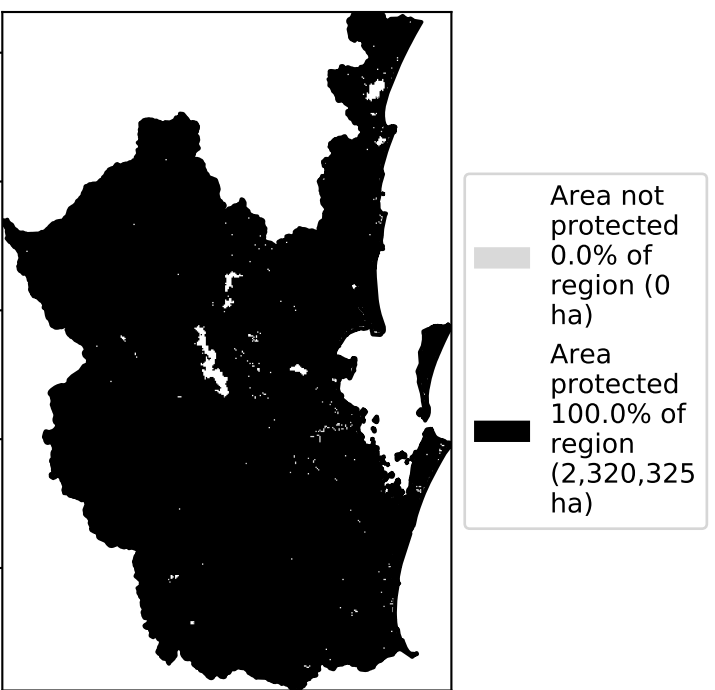 Area not
protected
0.0% of
region (0
ha)
Area
protected
100.0% of
region
(2,320,325
ha)